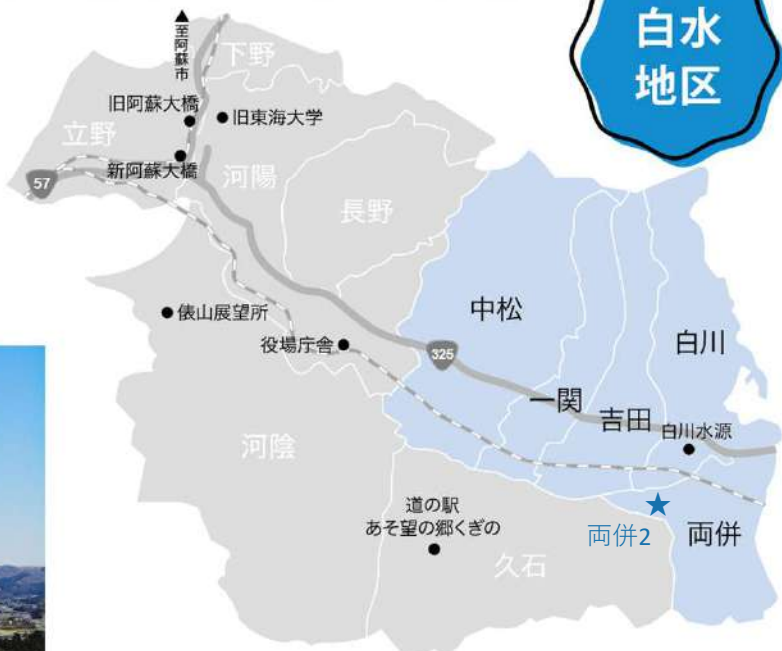 白水
地区
▲至阿蘇市
下野
旧阿蘇大橋
旧東海大学
立野
新阿蘇大橋
河陽
57
長野
俵山展望所
中松
役場庁舎
325
白川
一関
吉田
白川水源
河陰
道の駅
あそ望の郷くぎの
両併2
両併
久石